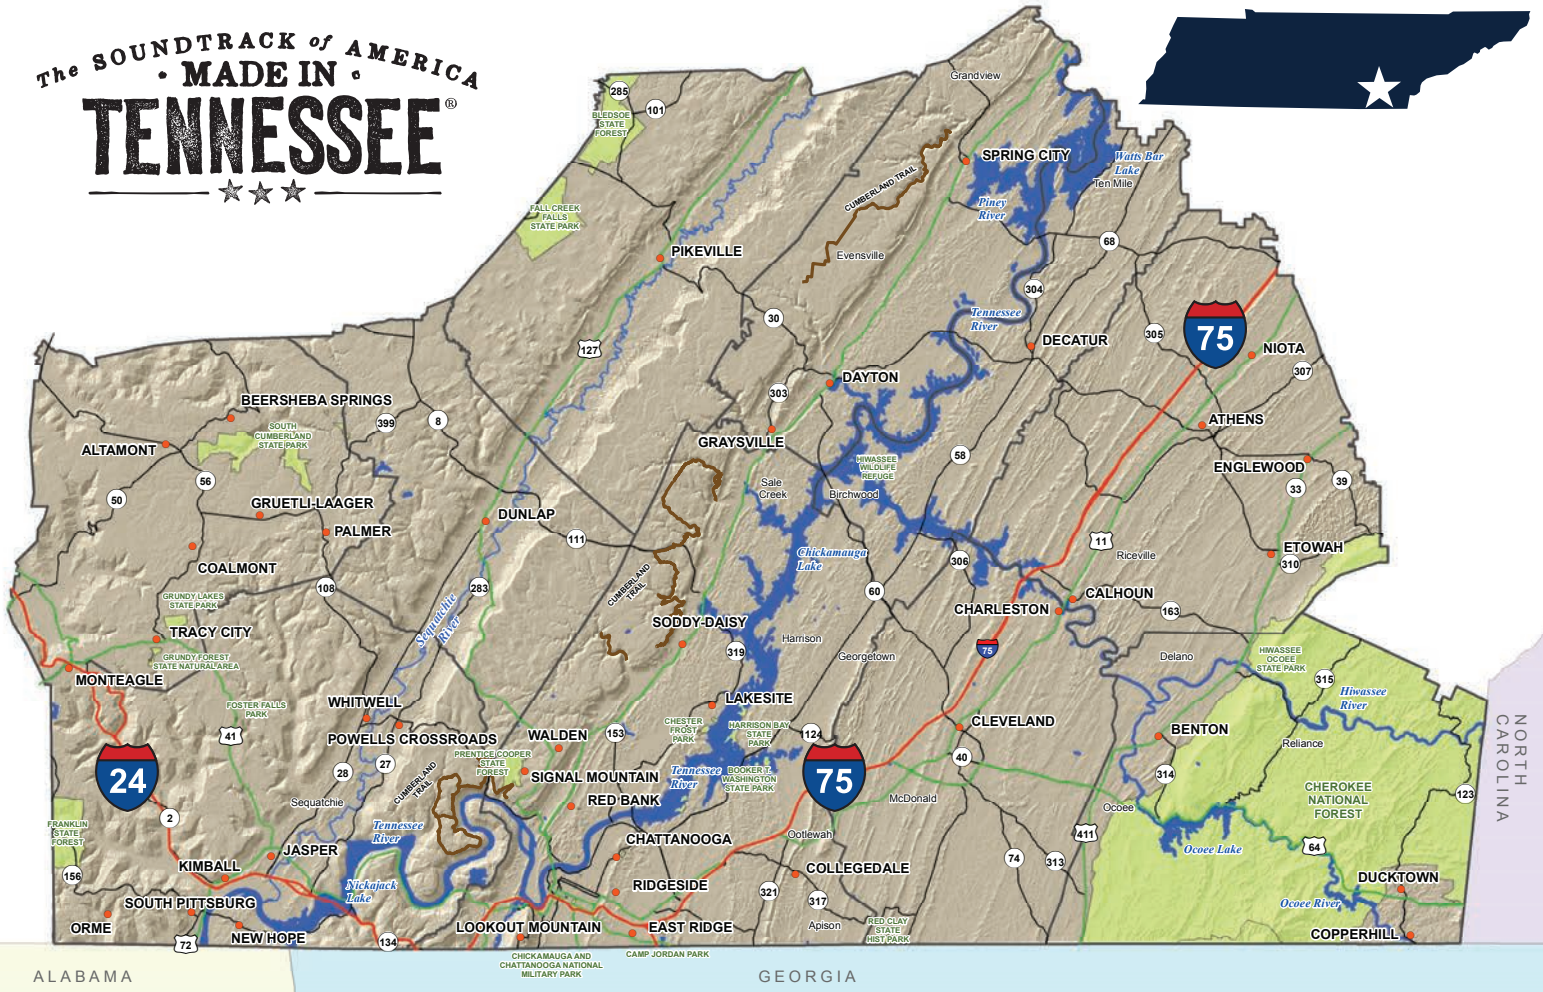 The SOUNDTRACK of AMERICA
MADE IN
TENNESSEE®
Grandview
285
101
BLEDSOE
STATE
FOREST
SPRING CITY
Watts Bar
Lake
Ten Mile
CUMBERLAND TRAIL
Piney
River
FALL CREEK
FALLS
STATE PARK
PIKEVILLE
Evensville
68
304
30
Tennessee
River
305
75
DECATUR
NIOTA
127
307
DAYTON
303
BEERSHEBA SPRINGS
399
8
SOUTH
CUMBERLAND
STATE PARK
ATHENS
ALTAMONT
GRAYSVILLE
58
ENGLEWOOD
HIWASSEE
WILDLIFE
REFUGE
56
50
Sale
Creek
Birchwood
33
39
GRUETLI-LAAGER
DUNLAP
PALMER
111
11
ETOWAH
310
Riceville
Chickamauga
Lake
306
COALMONT
108
283
CUMBERLAND
TRAIL
60
CALHOUN
CHARLESTON
163
GRUNDY LAKES
STATE PARK
Sequatchie
River
SODDY-DAISY
TRACY CITY
Harrison
319
75
Georgetown
Delano
HIWASSEE
OCOEE
STATE PARK
GRUNDY FOREST
STATE NATURAL AREA
MONTEAGLE
315
Hiwassee
River
WHITWELL
LAKESITE
FOSTER FALLS
PARK
41
POWELLS CROSSROADS
WALDEN
153
CHESTER
FROST
PARK
HARRISON BAY
STATE
PARK
124
CLEVELAND
BENTON
Reliance
NORTH
CAROLINA
PRENTICE COOPER
STATE
FOREST
40
24
28
27
CUMBERLAND
TRAIL
SIGNAL MOUNTAIN
Tennessee
River
BOOKER T.
WASHINGTON
STATE PARK
75
314
RED BANK
McDonald
CHEROKEE
NATIONAL
FOREST
123
Sequatchie
Ocoee
2
FRANKLIN
STATE
FOREST
Tennessee
River
CHATTANOOGA
Ootlewah
411
JASPER
Ocoee Lake
64
74
313
KIMBALL
156
COLLEGEDALE
Nickajack
Lake
RIDGESIDE
321
DUCKTOWN
317
SOUTH PITTSBURG
Ocoee River
ORME
LOOKOUT MOUNTAIN
EAST RIDGE
Apison
RED CLAY
STATE
HIST PARK
COPPERHILL
72
NEW HOPE
134
CHICKAMAUGA AND
CHATTANOOGA NATIONAL
MILITARY PARK
CAMP JORDAN PARK
ALABAMA
GEORGIA